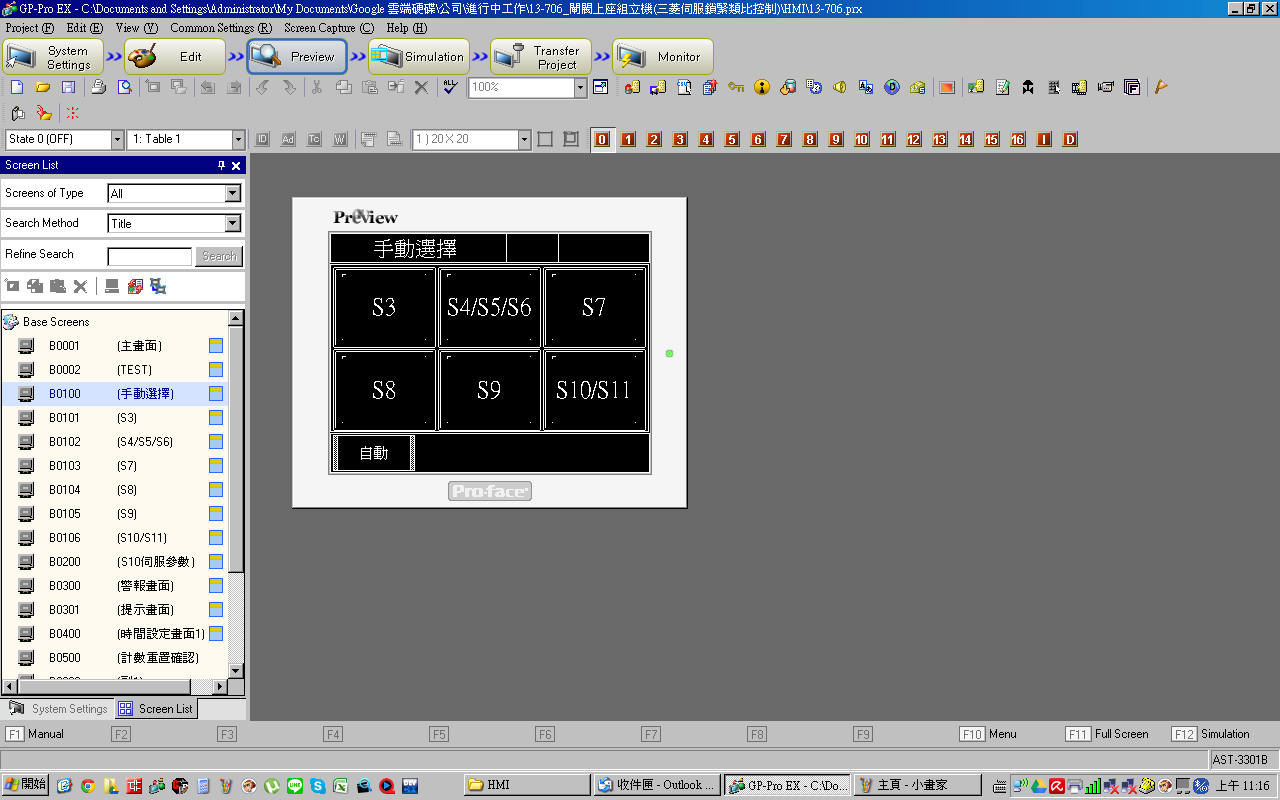 GP-Pro EX - C:\Documents and Settings\Administrator\My Documents\Google 雲端硬碟\公司\進行中工作\13-706_閘閥上座組立機(三菱伺服鎖緊類比控制)\HMI\13-706.prx
Project (F) Edit (E) View (V) Common Settings (R) Screen Capture (C) Help (H)
System Settings Edit Preview Simulation Transfer Project Monitor
100%
State 0 (OFF) 1: Table 1 ID Ad Tc W 1 ) 20 X 20 0 1 2 3 4 5 6 7 8 9 10 11 12 13 14 15 16 I D
Screen List
Screens of Type All
Search Method Title
Refine Search Search
Base Screens
B0001 (主畫面)
B0002 (TEST)
B0100 (手動選擇)
B0101 (S3)
B0102 (S4/S5/S6)
B0103 (S7)
B0104 (S8)
B0105 (S9)
B0106 (S10/S11)
B0200 (S10伺服參數)
B0300 (警報畫面)
B0301 (提示畫面)
B0400 (時間設定畫面1)
B0500 (計數重置確認)
System Settings Screen List
PreView
手動選擇
S3 S4/S5/S6 S7
S8 S9 S10/S11
自動
Pro-face
F1 Manual F2 F3 F4 F5 F6 F7 F8 F9 F10 Menu F11 Full Screen F12 Simulation
AST-3301B
開始 HMI 收件匣 - Outlook ... GP-Pro EX - C:\Do... 主頁 - 小畫家 上午 11:16